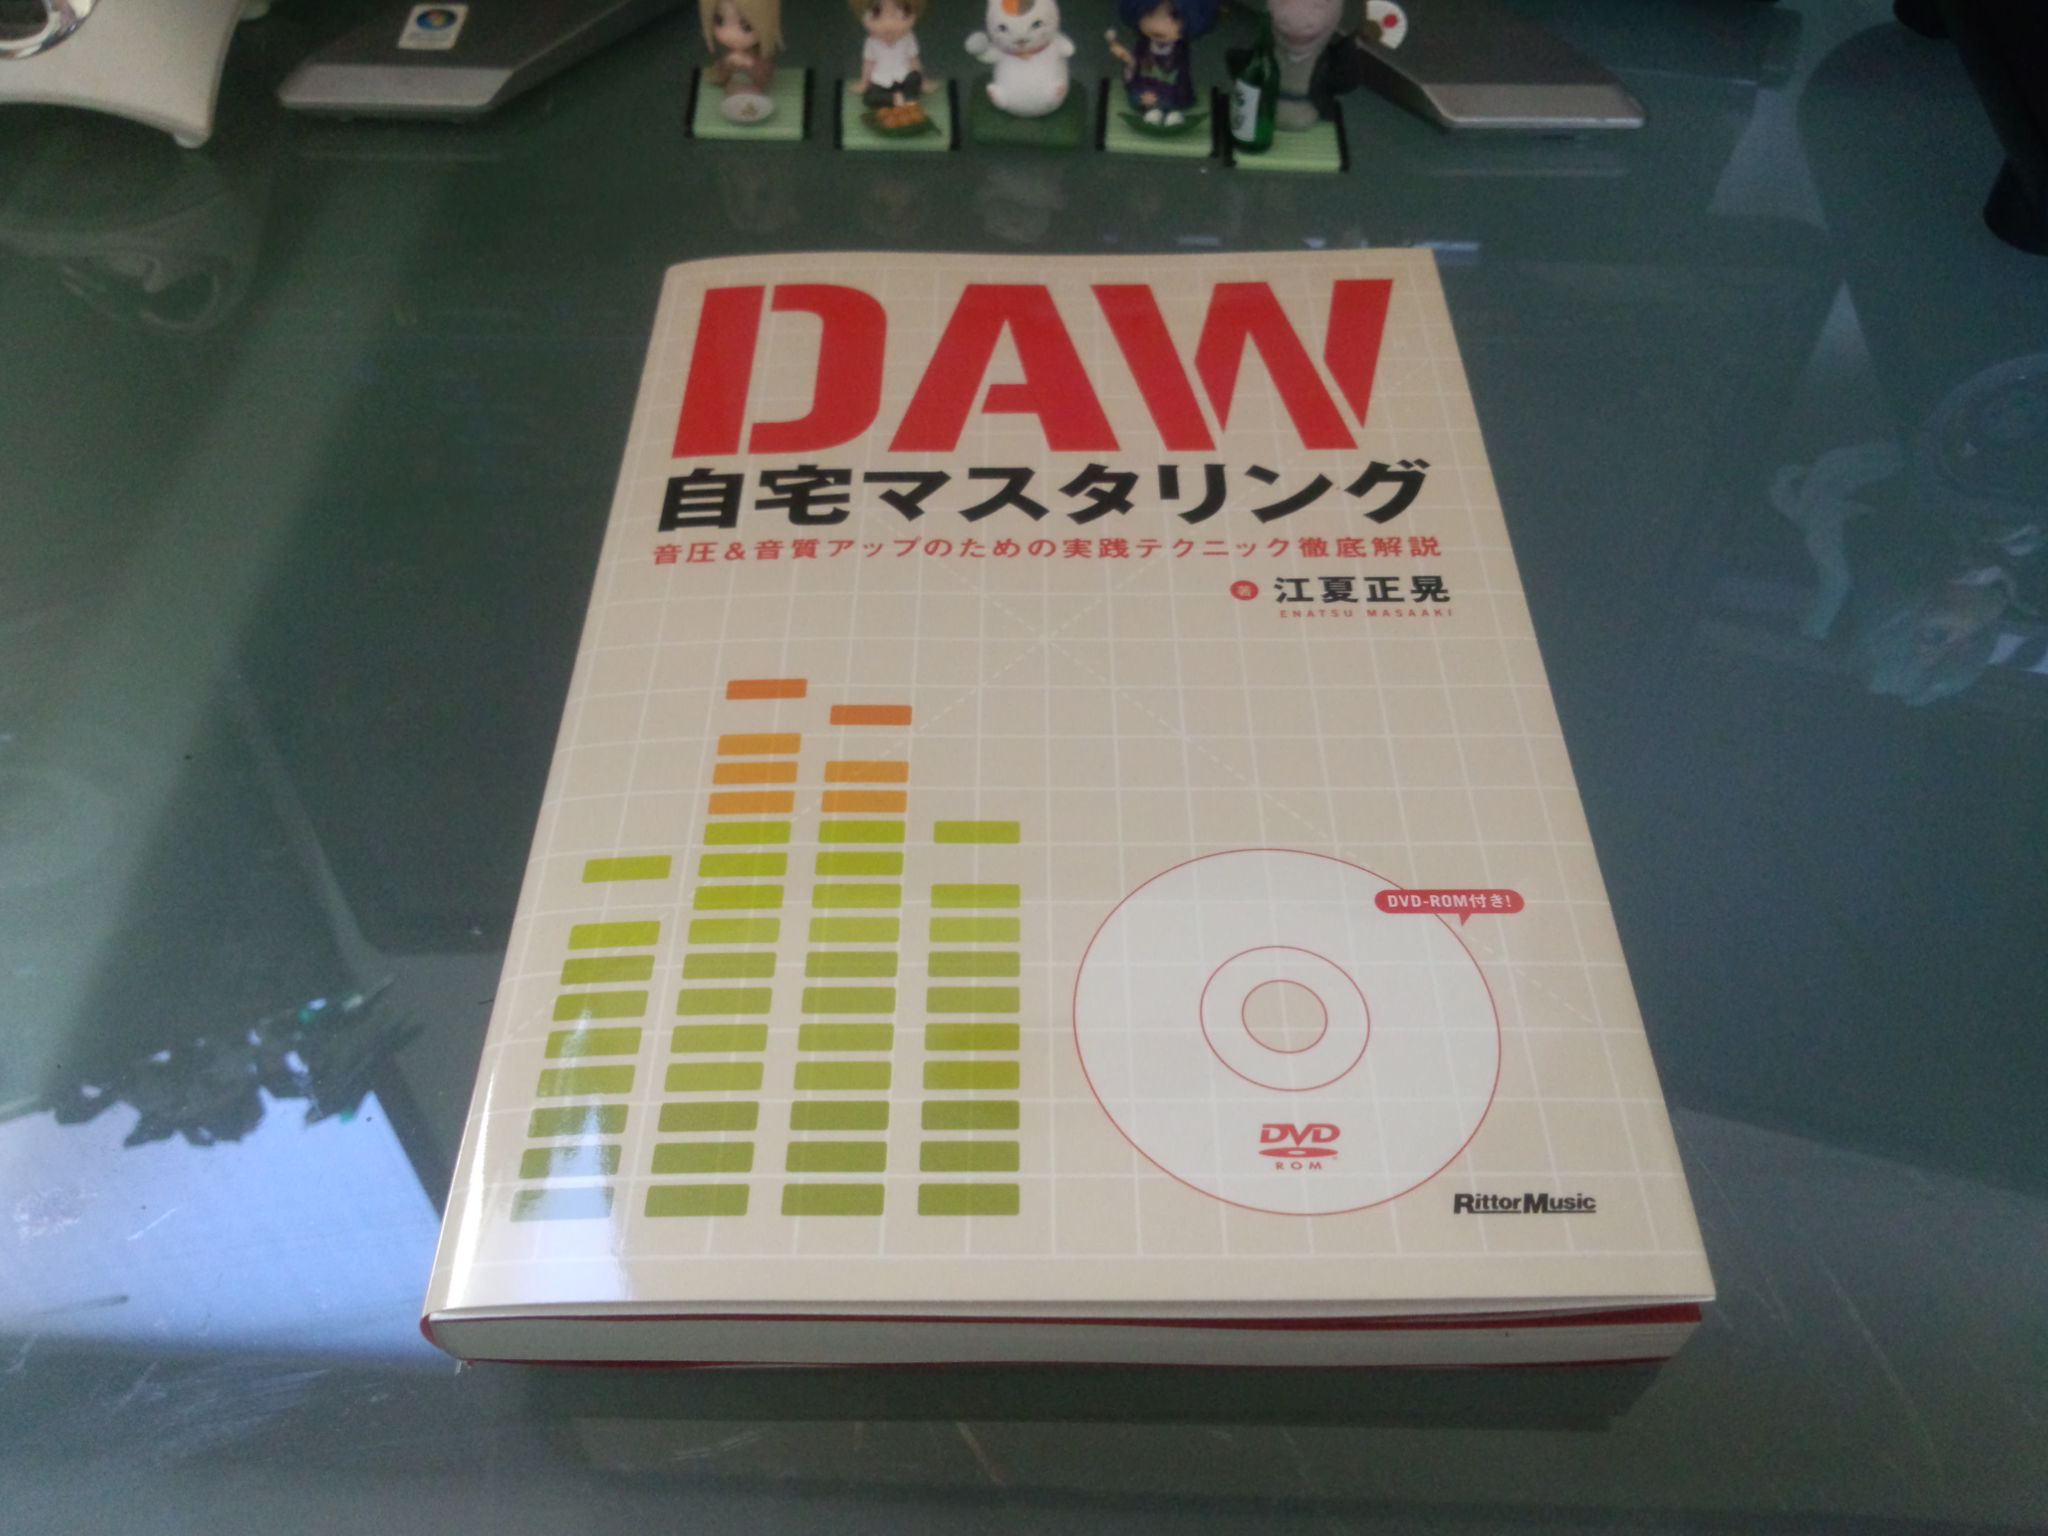 DAW
自宅マスタリング
音圧&音質アップのための実践テクニック徹底解説
著 江夏正晃
ENATSU MASAAKI
DVD-ROM付き!
DVD
ROM
RittorMusic